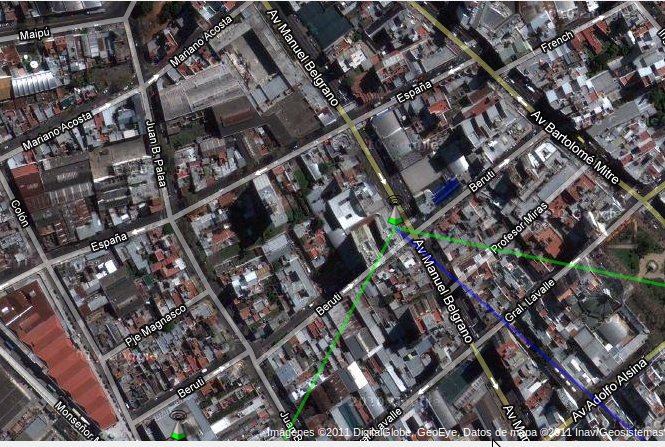 Maipú
Mariano Acosta
Av Manuel Belgrano
French
España
Mariano Acosta
Juan B. Palaa
Av Bartolomé Mitre
Beruti
Colón
España
Profesor Miras
Av Manuel Belgrano
Beruti
Gral Lavalle
Pje Magnasco
Av Adolfo Alsina
Beruti
Lavalle
Imágenes ©2011 DigitalGlobe, GeoEye, Datos de mapa ©2011 Inav/Geosistemas